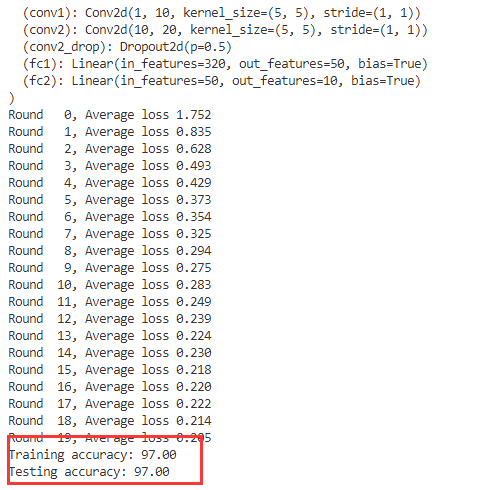 (conv1): Conv2d(1, 10, kernel_size=(5, 5), stride=(1, 1))
(conv2): Conv2d(10, 20, kernel_size=(5, 5), stride=(1, 1))
(conv2_drop): Dropout2d(p=0.5)
(fc1): Linear(in_features=320, out_features=50, bias=True)
(fc2): Linear(in_features=50, out_features=10, bias=True)
)
Round   0, Average loss 1.752
Round   1, Average loss 0.835
Round   2, Average loss 0.628
Round   3, Average loss 0.493
Round   4, Average loss 0.429
Round   5, Average loss 0.373
Round   6, Average loss 0.354
Round   7, Average loss 0.325
Round   8, Average loss 0.294
Round   9, Average loss 0.275
Round  10, Average loss 0.283
Round  11, Average loss 0.249
Round  12, Average loss 0.239
Round  13, Average loss 0.224
Round  14, Average loss 0.230
Round  15, Average loss 0.218
Round  16, Average loss 0.220
Round  17, Average loss 0.222
Round  18, Average loss 0.214
Round  19, Average loss 0.205
Training accuracy: 97.00
Testing accuracy: 97.00